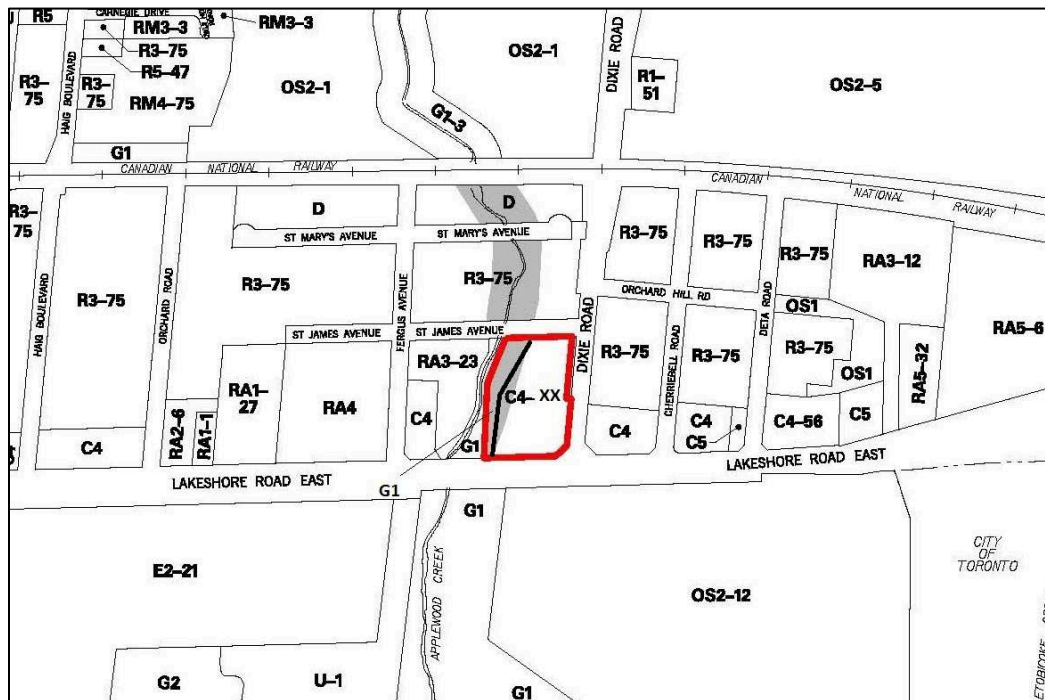 CARNEGIE DRIVE
R5
RM3–3
RM3–3
R3–75
R5–47
R3–
75
R3–
75
RM4–75
OS2–1
OS2–1
DIXIE ROAD
R1–
51
OS2–5
HAIG BOULEVARD
G1–3
G1
CANADIAN NATIONAL RAILWAY
CANADIAN NATIONAL RAILWAY
R3–
75
D
D
ST MARY'S AVENUE
ST MARY'S AVENUE
R3–75
R3–75
R3–75
RA3–12
R3–75
R3–75
R3–75
ORCHARD HILL RD
OS1
RA5–6
HAIG BOULEVARD
ORCHARD ROAD
FERGUS AVENUE
DIXIE ROAD
CHERRIEBELL ROAD
DETA ROAD
ST JAMES AVENUE
ST JAMES AVENUE
RA3–23
R3–75
R3–75
R3–75
OS1
RA5–32
RA1–
27
RA4
C4
C4– XX
C4
RA2–6
RA1–1
C4
C4
C5
C4–56
C5
G1
LAKESHORE ROAD EAST
LAKESHORE ROAD EAST
G1
G1
E2–21
APPLEWOOD CREEK
OS2–12
CITY
OF
TORONTO
G2
U–1
G1